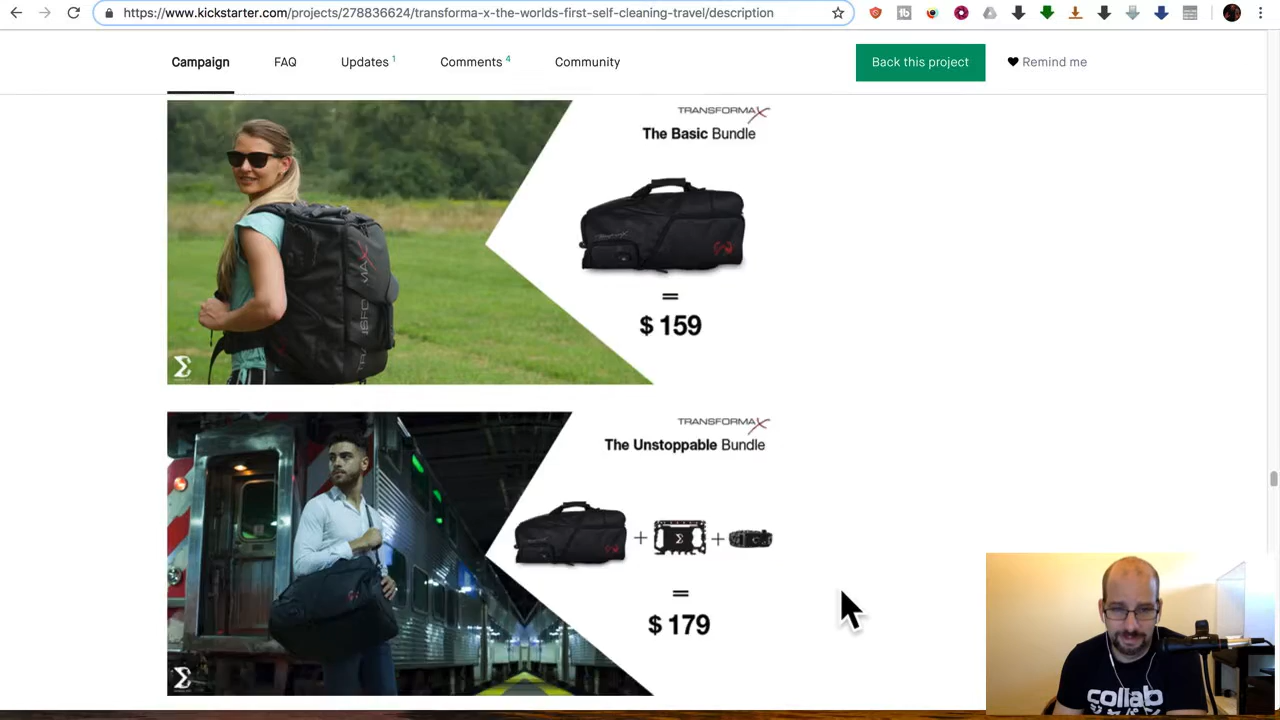 https://www.kickstarter.com/projects/278836624/transforma-x-the-worlds-first-self-cleaning-travel/description
Campaign
FAQ
Updates 1
Comments 4
Community
Back this project
Remind me
TRANSFORMAX
The Basic Bundle
TRANSFORMAX
=
$ 159
TRANSFORMAX
The Unstoppable Bundle
+ +
=
$ 179
collab